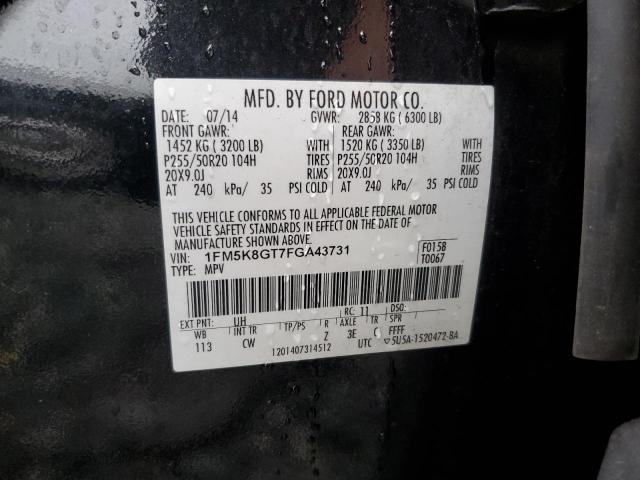 MFD. BY FORD MOTOR CO.
DATE: 07/14 GVWR: 2858 KG ( 6300 LB)
FRONT GAWR: REAR GAWR:
1452 KG ( 3200 LB) WITH 1520 KG ( 3350 LB) WITH
P255/50R20 104H TIRES P255/50R20 104H TIRES
20X9.0J RIMS 20X9.0J RIMS
AT 240 kPa/ 35 PSI COLD AT 240 kPa/ 35 PSI COLD
THIS VEHICLE CONFORMS TO ALL APPLICABLE FEDERAL MOTOR
VEHICLE SAFETY STANDARDS IN EFFECT ON THE DATE OF
MANUFACTURE SHOWN ABOVE.
VIN: 1FM5K8GT7FGA43731 F0158
TYPE: MPV T0067
EXT PNT: UH RC: 11 DSO:
WB INT TR TP/PS R AXLE TR SPR
113 CW Z 3E C FFFF
1201407314512 UTC ▽5U5A-1520472-BA